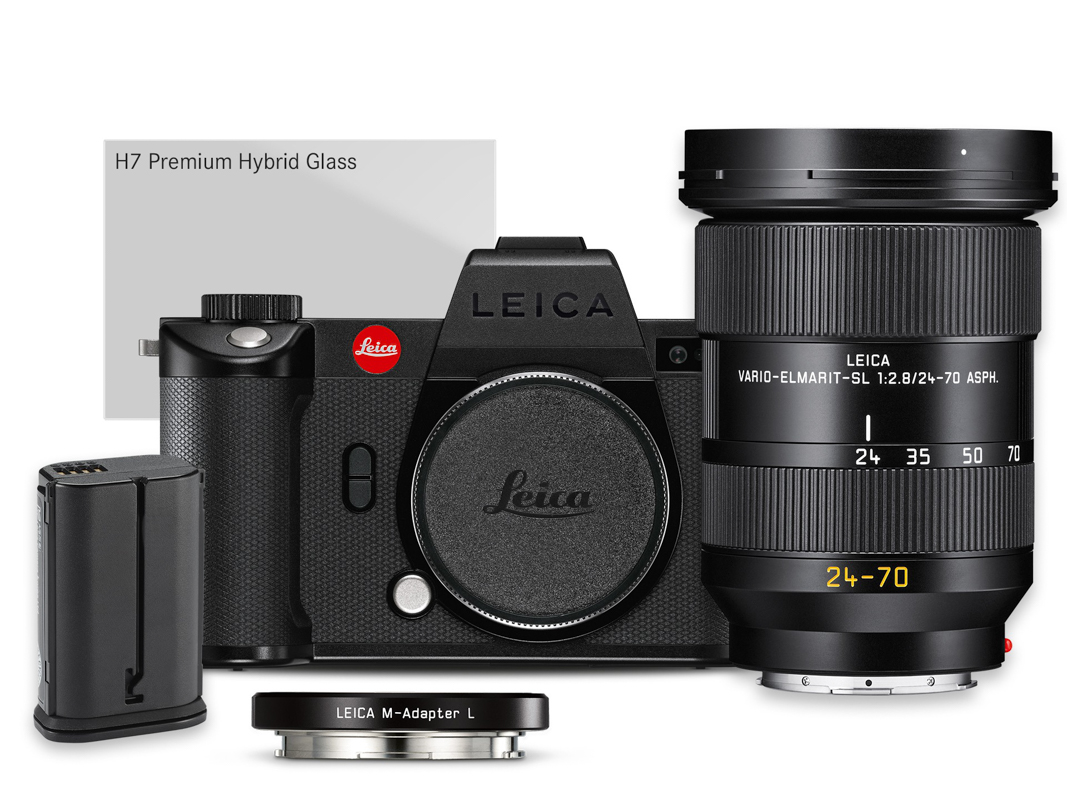 H7 Premium Hybrid Glass
LEICA
Leica
LEICA
VARIO-ELMARIT-SL 1:2.8/24-70 ASPH.
24 35 50 70
Leica
24-70
LEICA M-Adapter L